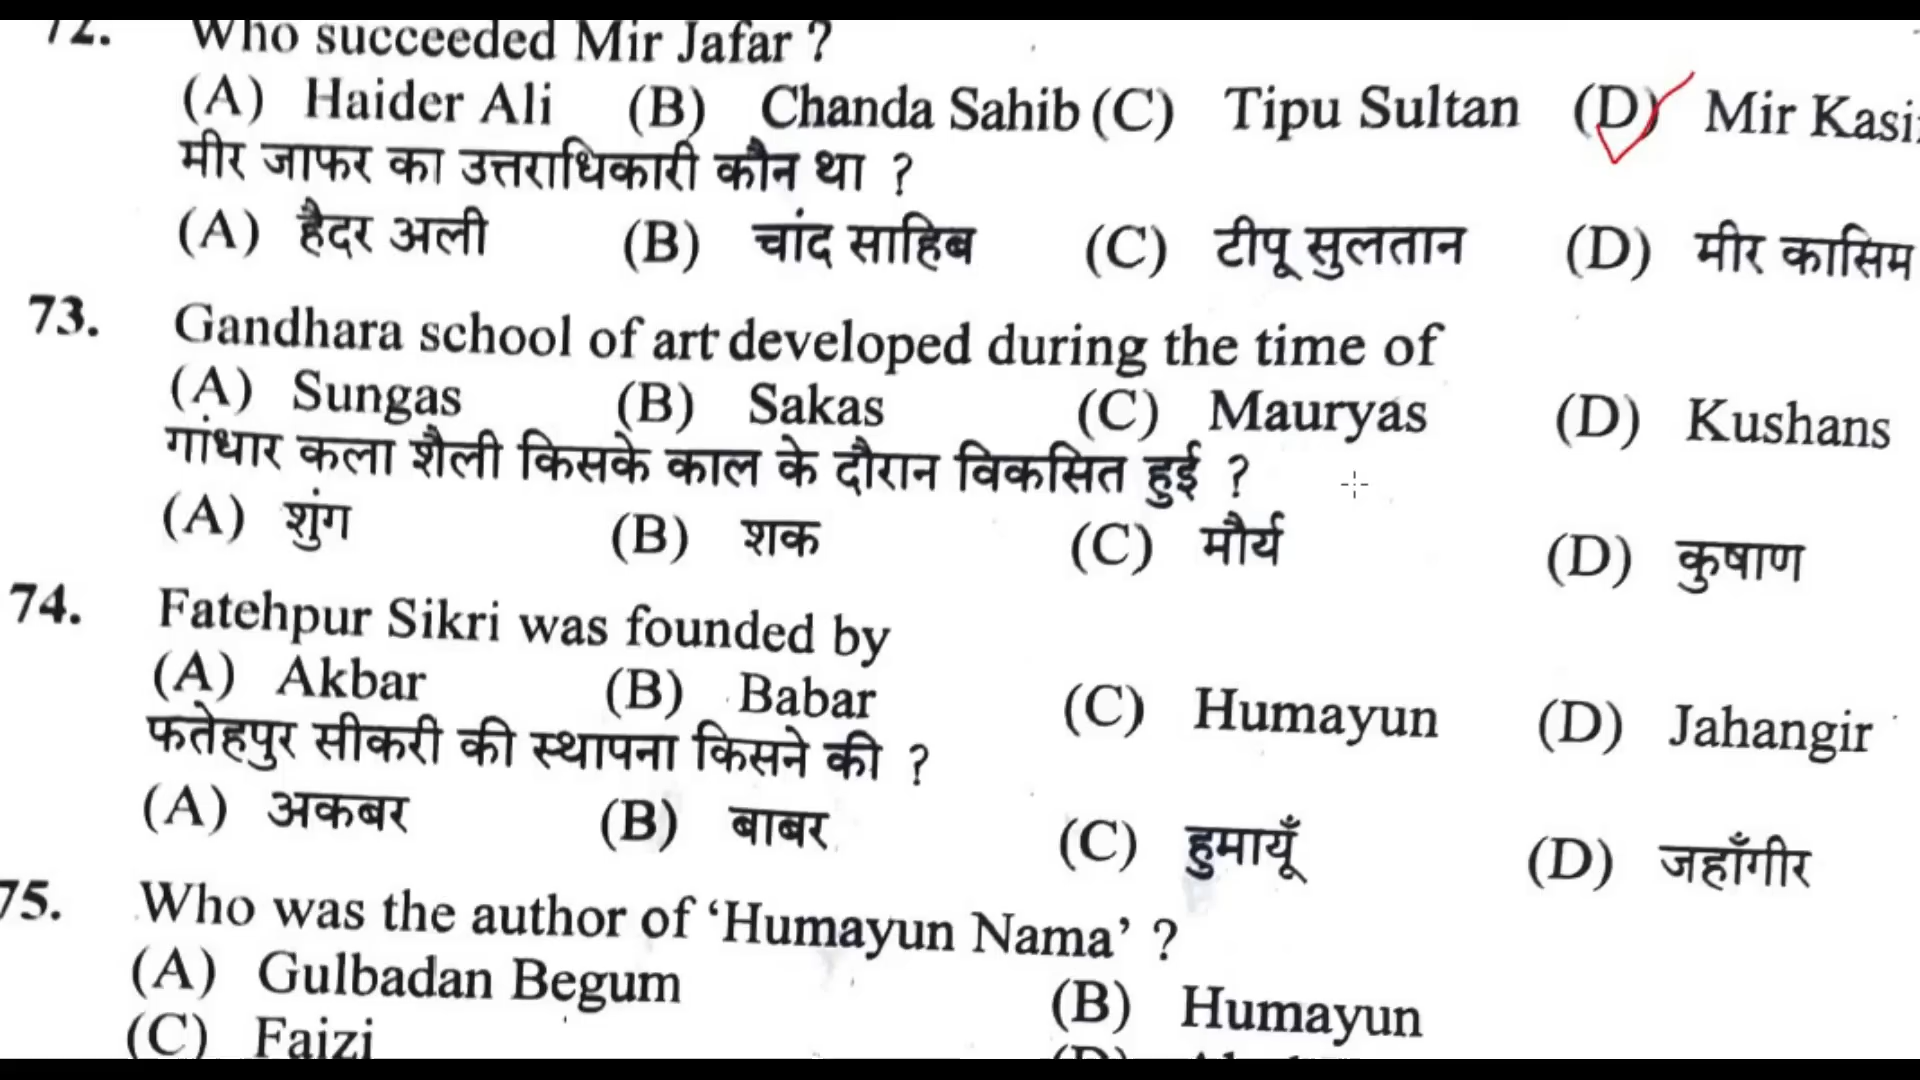 72. Who succeeded Mir Jafar ?
(A) Haider Ali (B) Chanda Sahib (C) Tipu Sultan (D) Mir
मीर जाफर का उत्तराधिकारी कौन था ?
(A) हैदर अली (B) चांद साहिब (C) टीपू सुलतान (D) मीर कासिम
73. Gandhara school of art developed during the time of
(A) Sungas (B) Sakas (C) Mauryas (D) Kushans
गांधार कला शैली किसके काल के दौरान विकसित हुई ?
(A) शुंग (B) शक (C) मौर्य (D) कुषाण
74. Fatehpur Sikri was founded by
(A) Akbar (B) Babar (C) Humayun (D) Jahangir
फतेहपुर सीकरी की स्थापना किसने की ?
(A) अकबर (B) बाबर (C) हुमायूँ (D) जहाँगीर
75. Who was the author of ‘Humayun Nama’ ?
(A) Gulbadan Begum (B) Humayun
(C) Faizi (D)